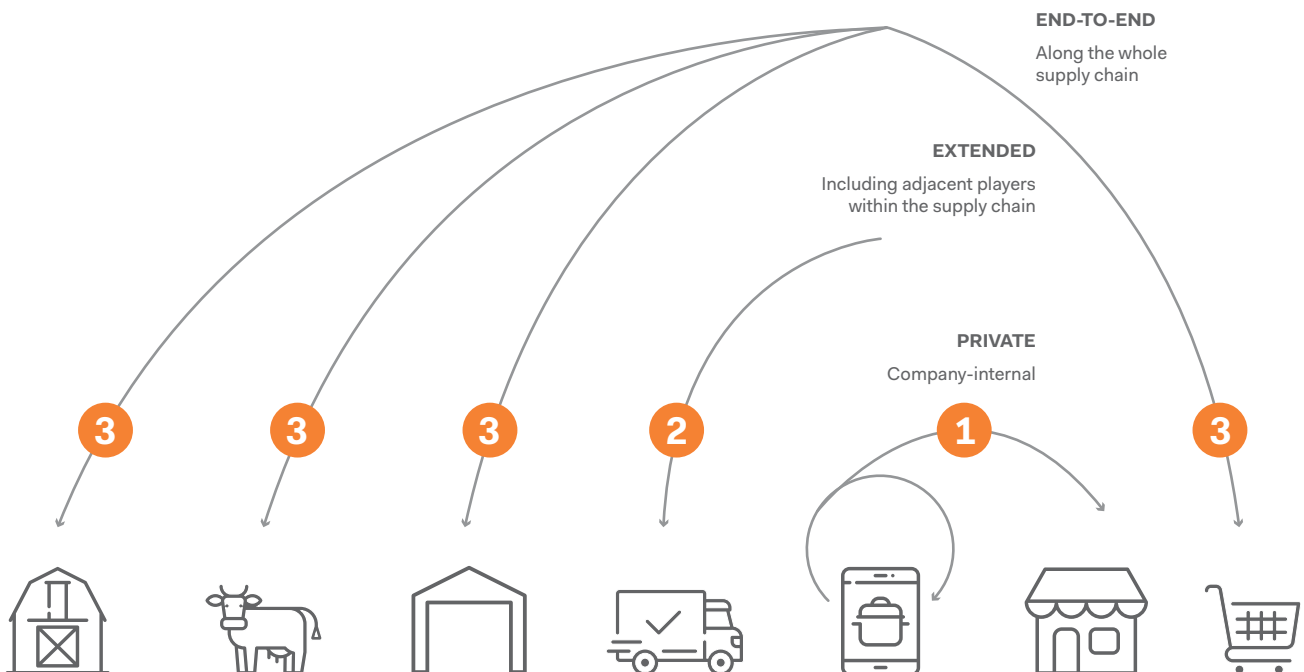 END-TO-END
Along the whole
supply chain
EXTENDED
Including adjacent players
within the supply chain
PRIVATE
Company-internal
3
3
3
2
1
3